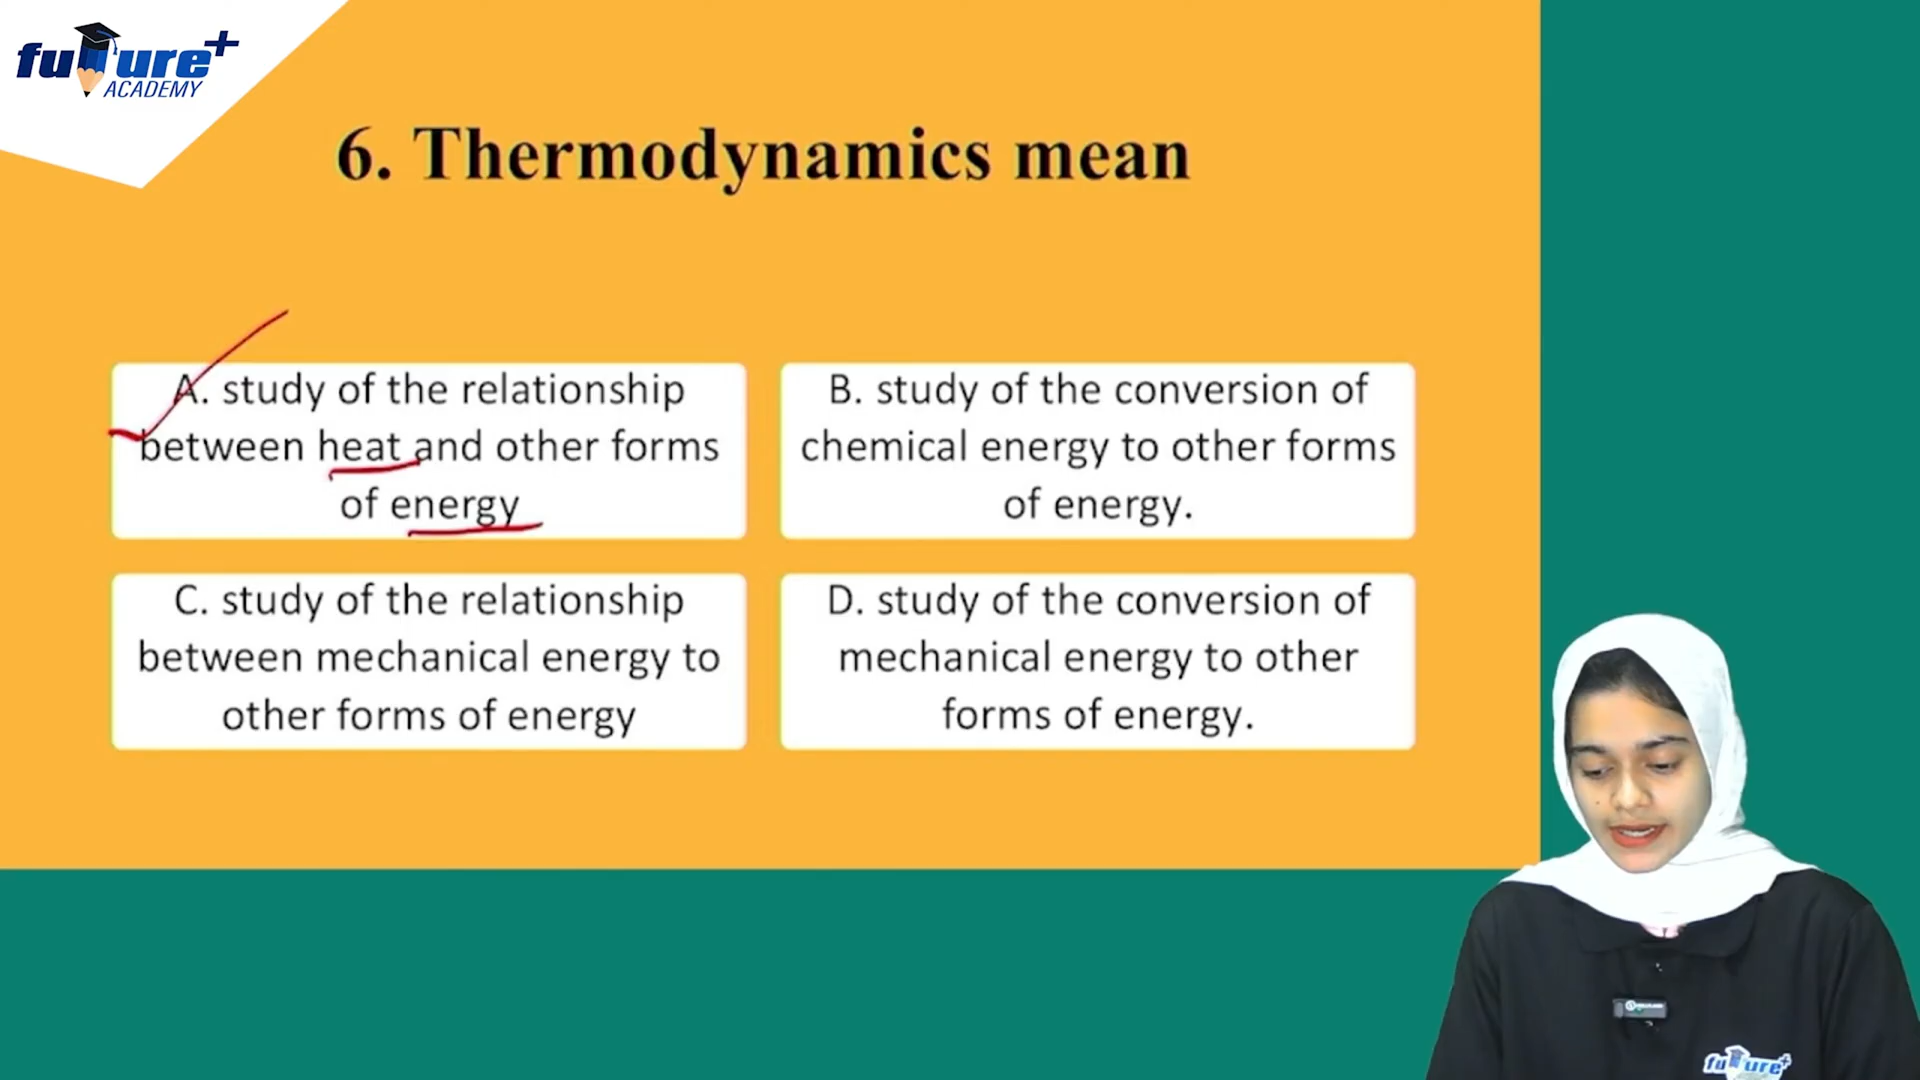 future+
ACADEMY
6. Thermodynamics mean
A. study of the relationship
between heat and other forms
of energy
B. study of the conversion of
chemical energy to other forms
of energy.
C. study of the relationship
between mechanical energy to
other forms of energy
D. study of the conversion of
mechanical energy to other
forms of energy.
future+